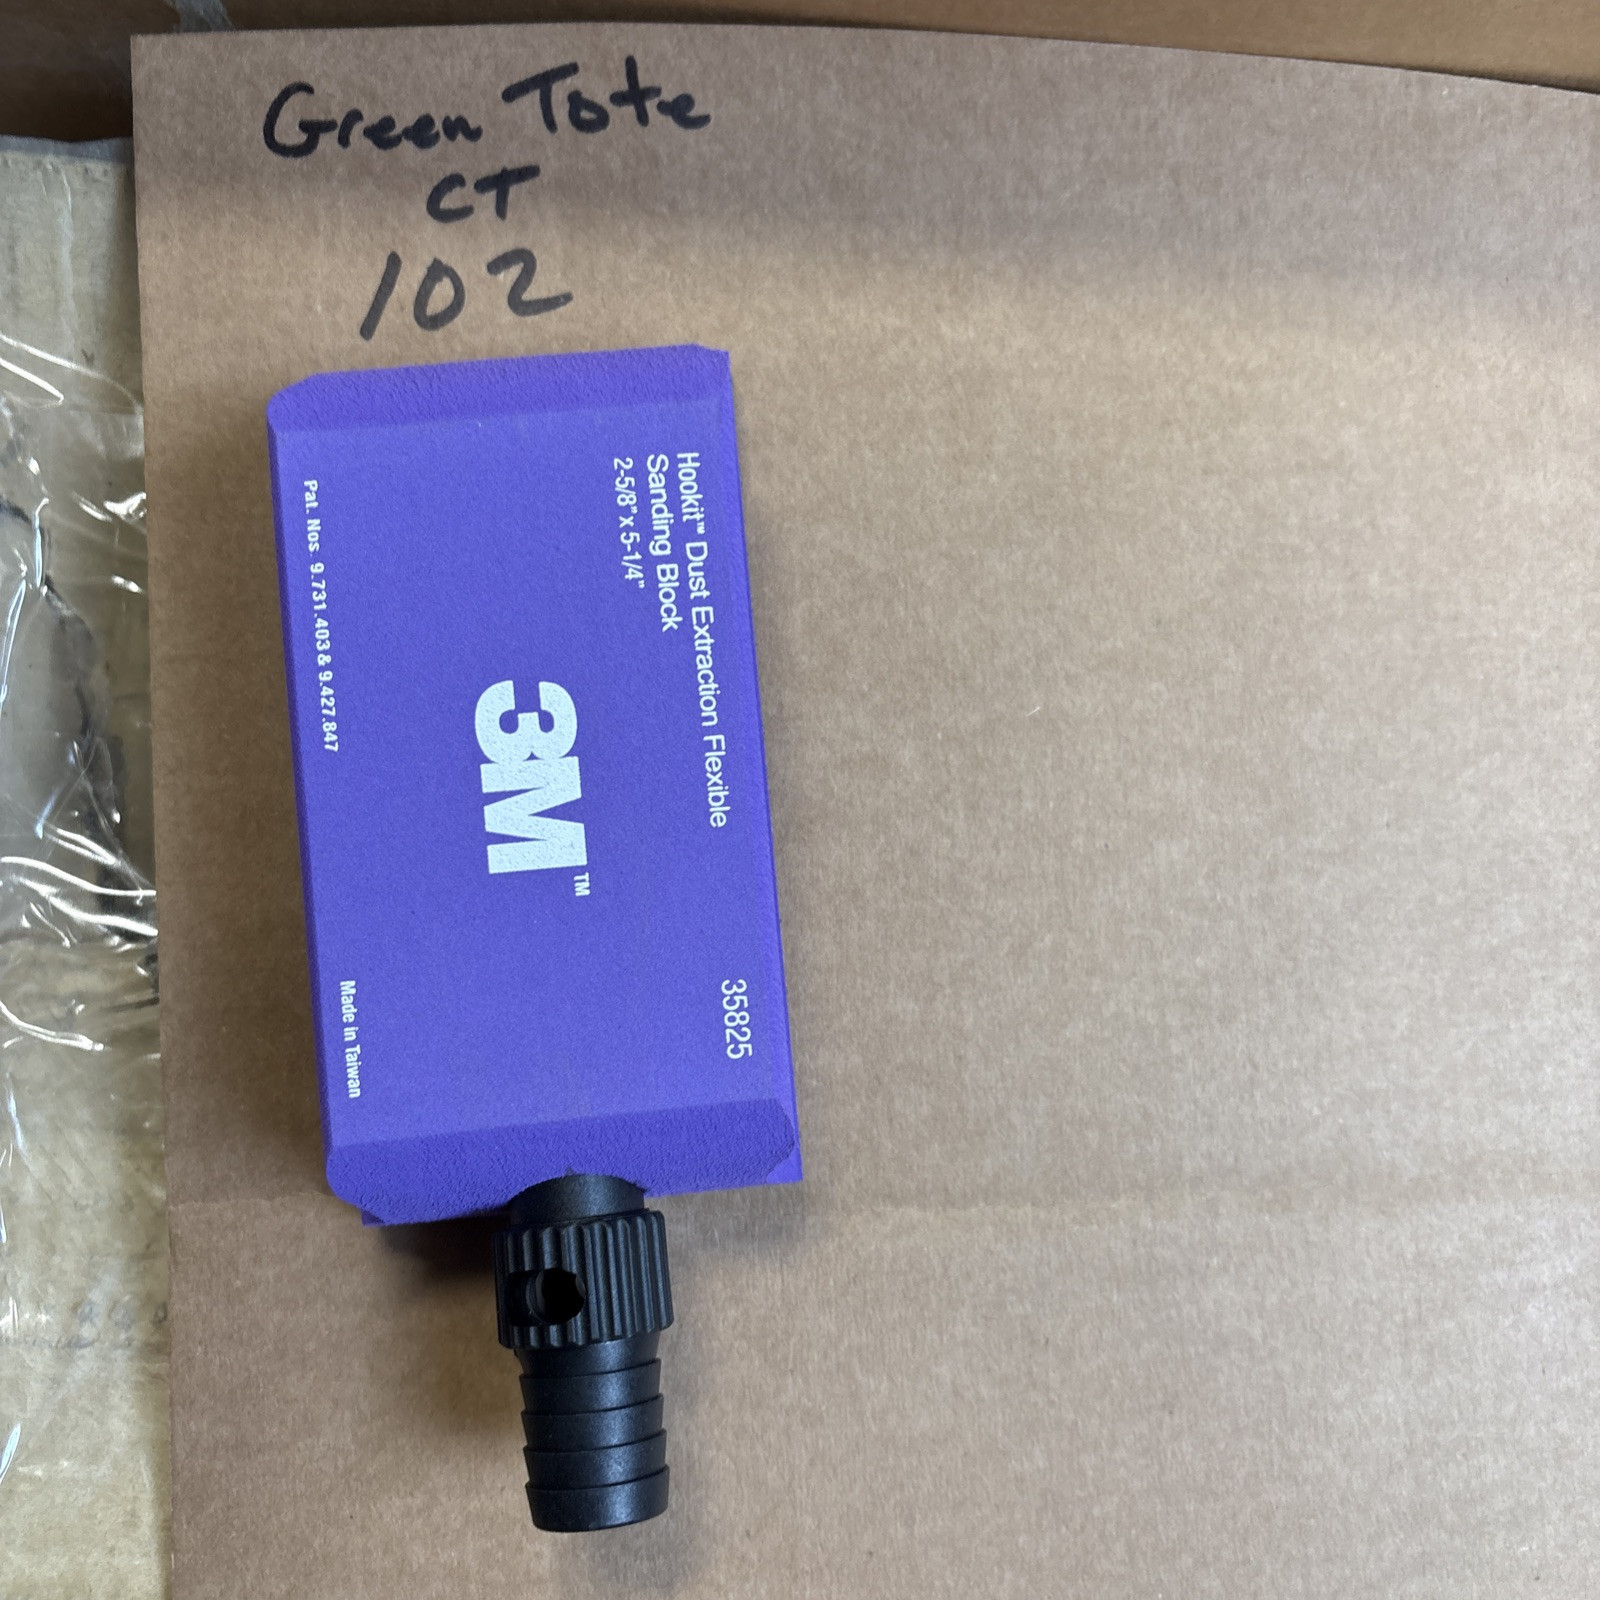 Green Tote
CT
102
Hookit™ Dust Extraction Flexible
Sanding Block
2-5/8" x 5-1/4"
35825
3M™
Pat. Nos. 9.731.403 & 9.427.847
Made in Taiwan